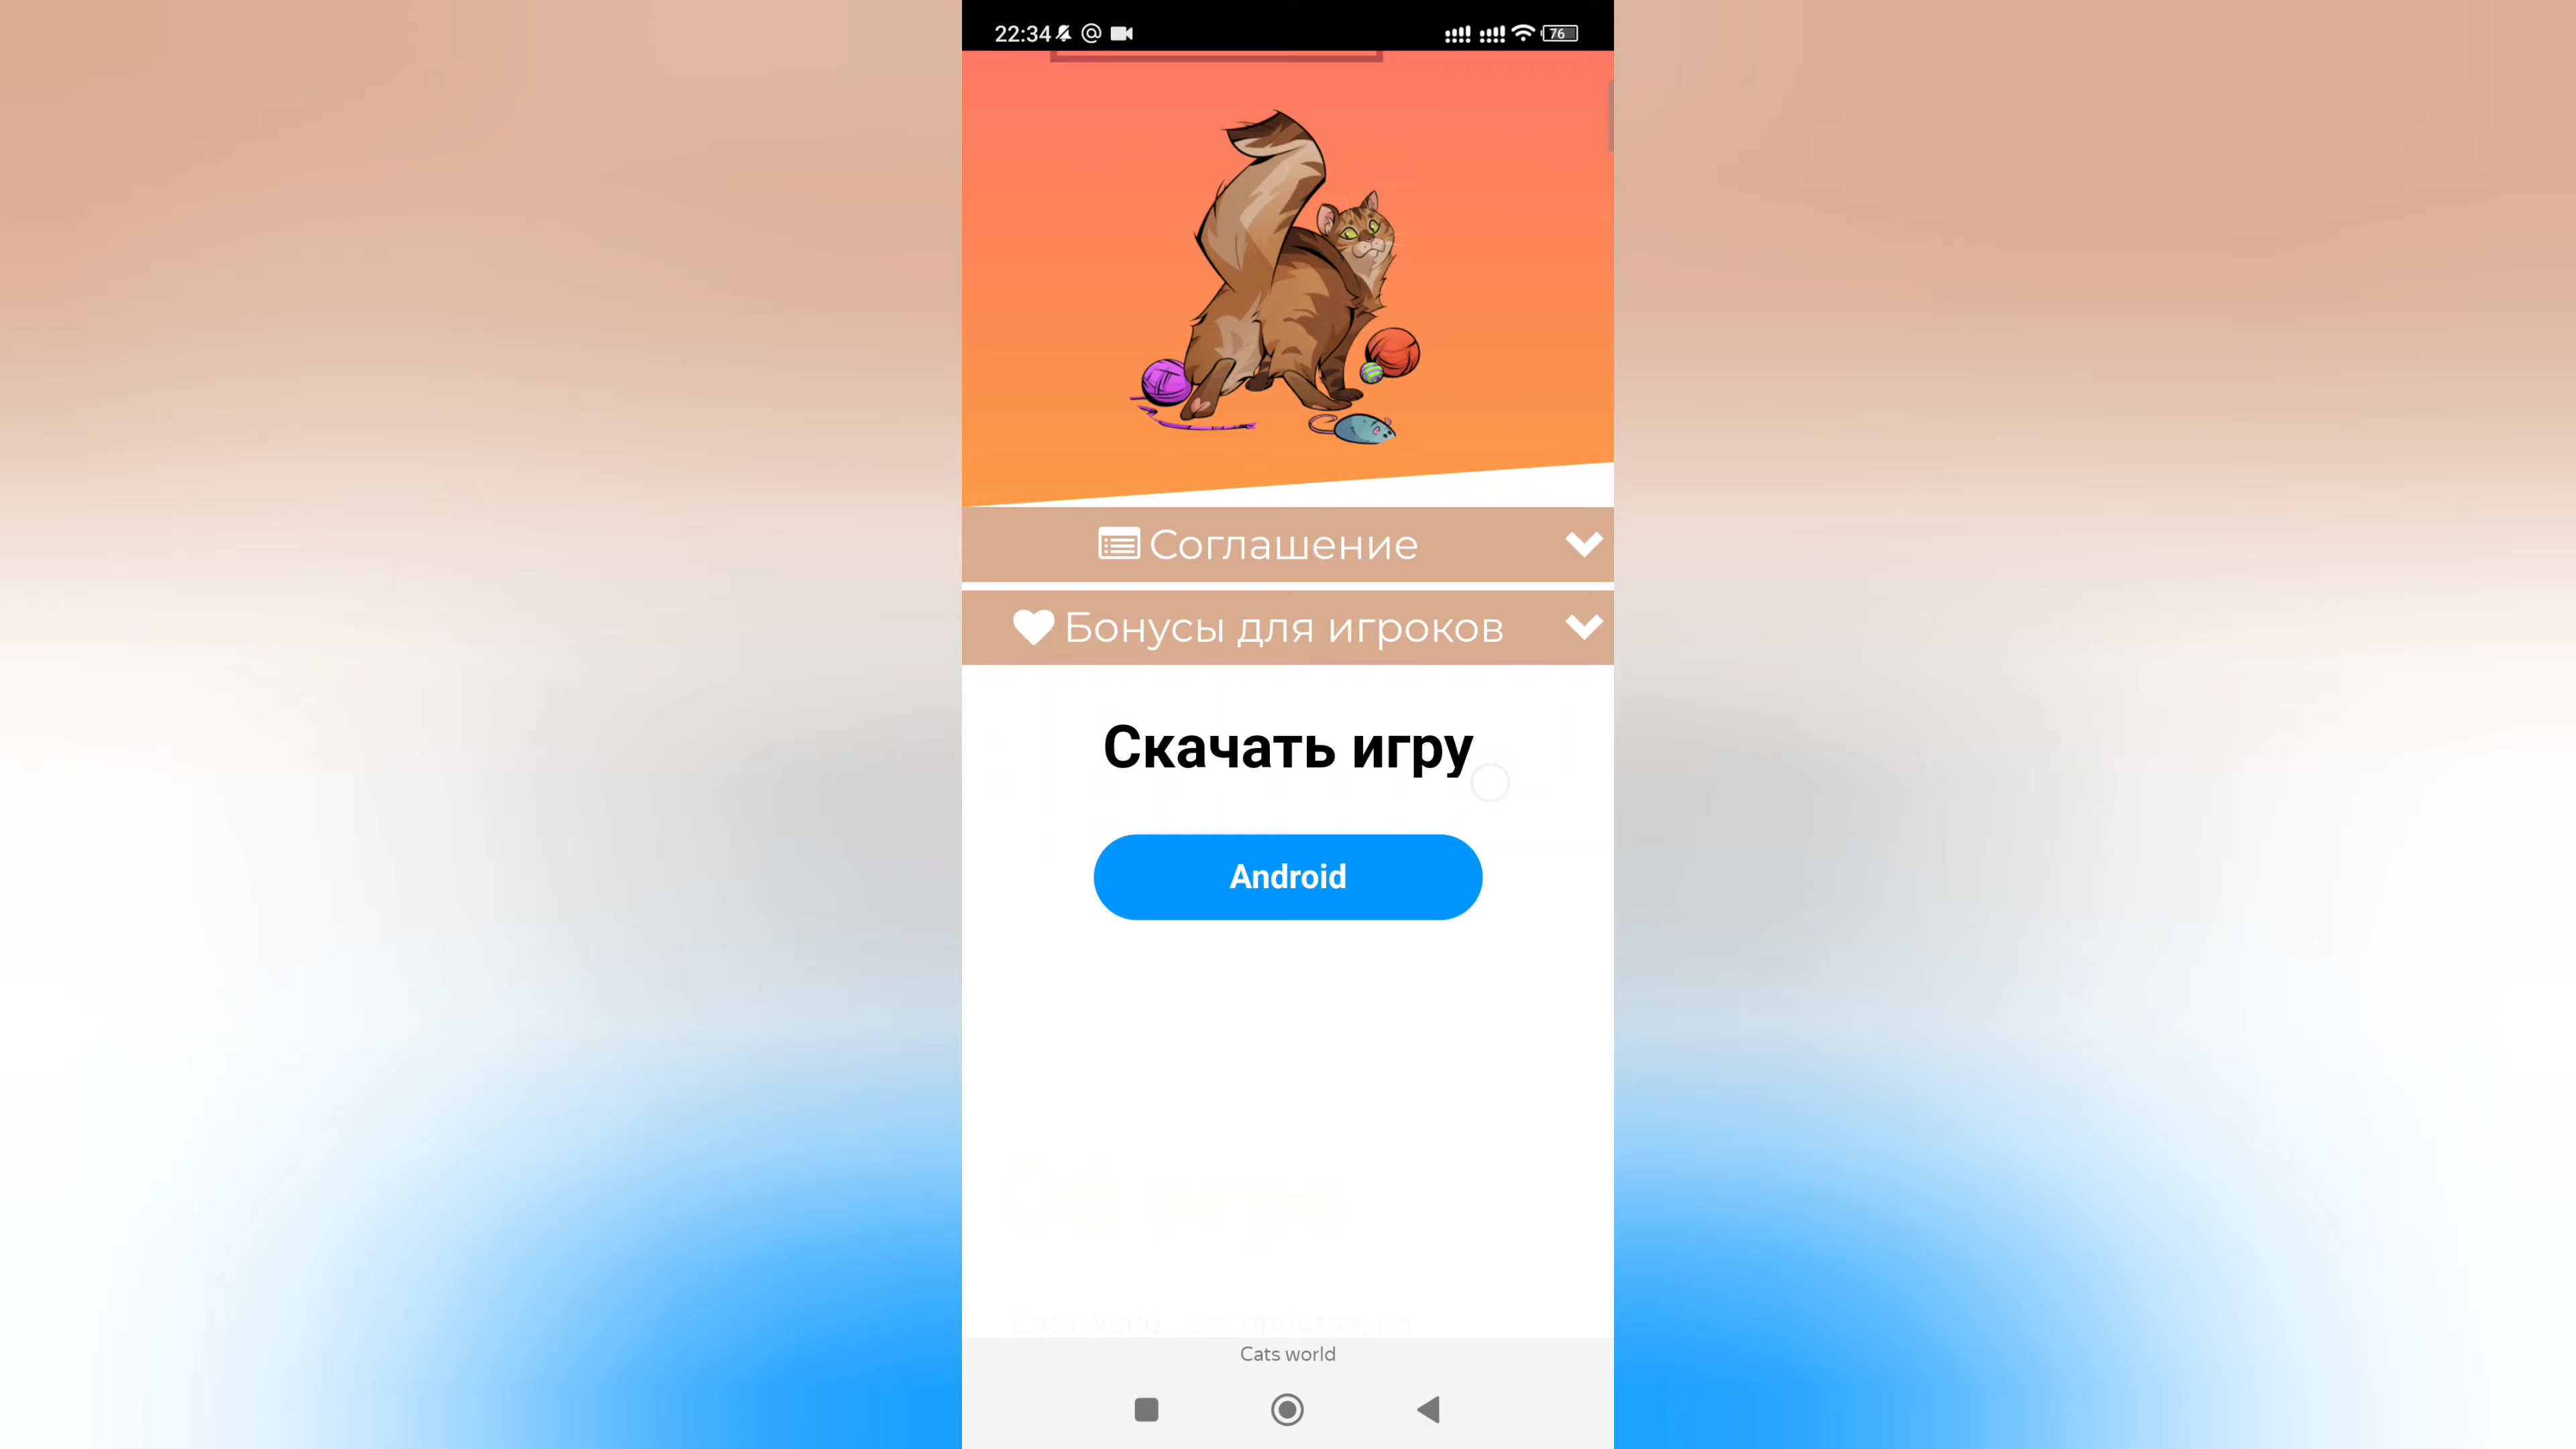 22:34
76
Соглашение
Бонусы для игроков
Скачать игру
Android
Cats world